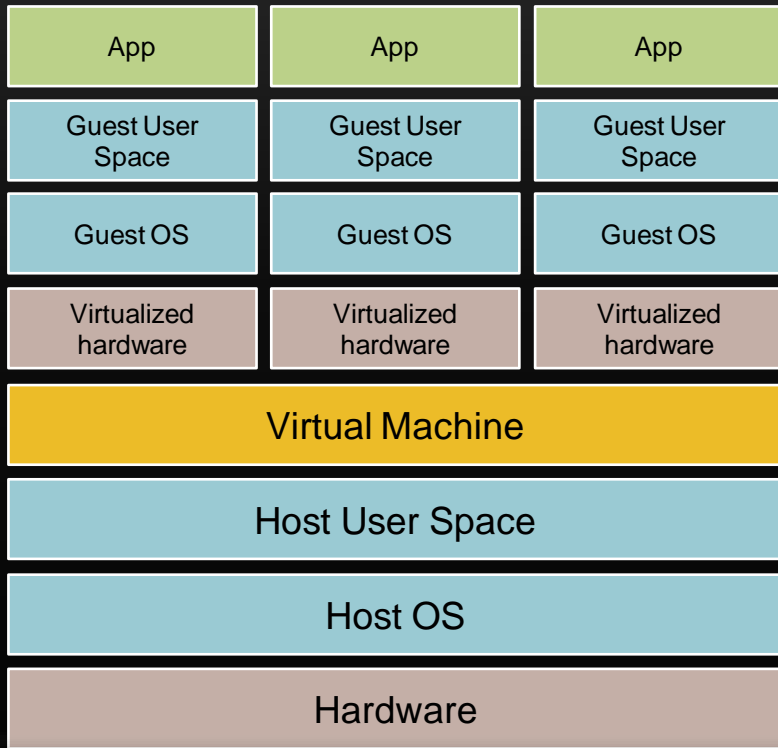 App
App
App
Guest User
Space
Guest User
Space
Guest User
Space
Guest OS
Guest OS
Guest OS
Virtualized
hardware
Virtualized
hardware
Virtualized
hardware
Virtual Machine
Host User Space
Host OS
Hardware